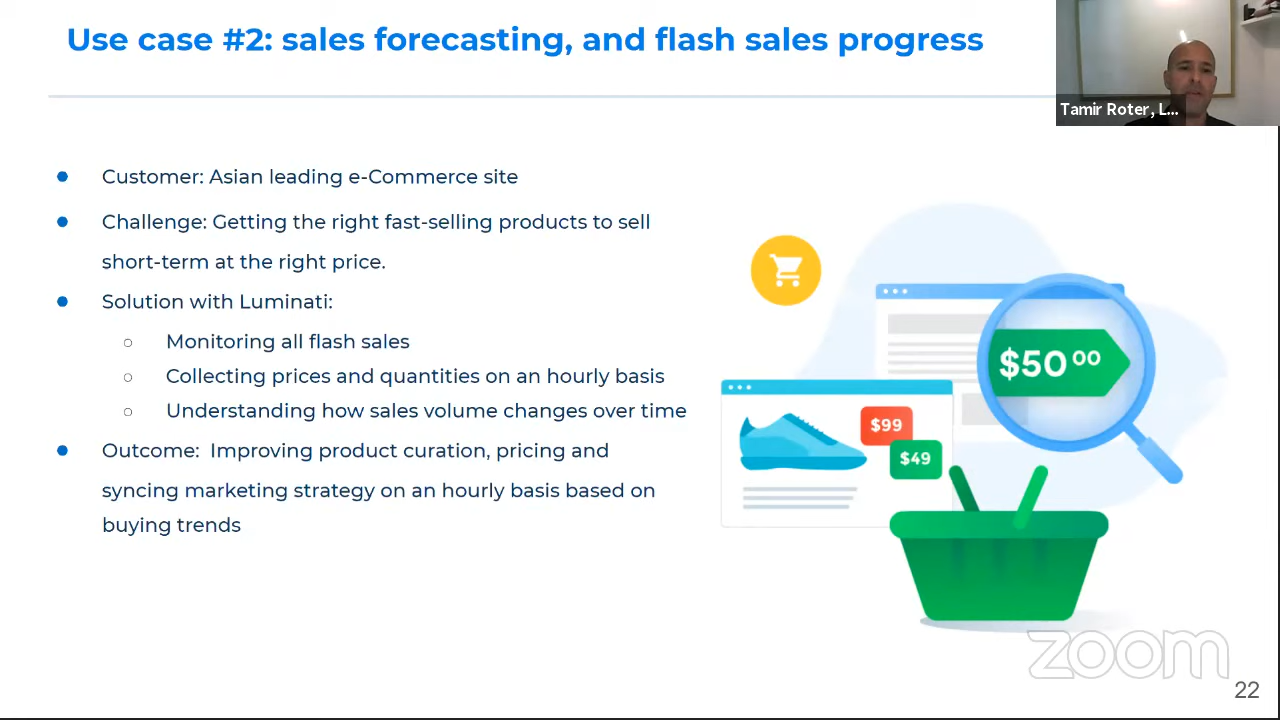 Use case #2: sales forecasting, and flash sales progress
Tamir Roter, L...
Customer: Asian leading e-Commerce site
Challenge: Getting the right fast-selling products to sell
short-term at the right price.
Solution with Luminati:
Monitoring all flash sales
Collecting prices and quantities on an hourly basis
Understanding how sales volume changes over time
Outcome:  Improving product curation, pricing and
syncing marketing strategy on an hourly basis based on
buying trends
$50 00
$99
$49
zoom
22